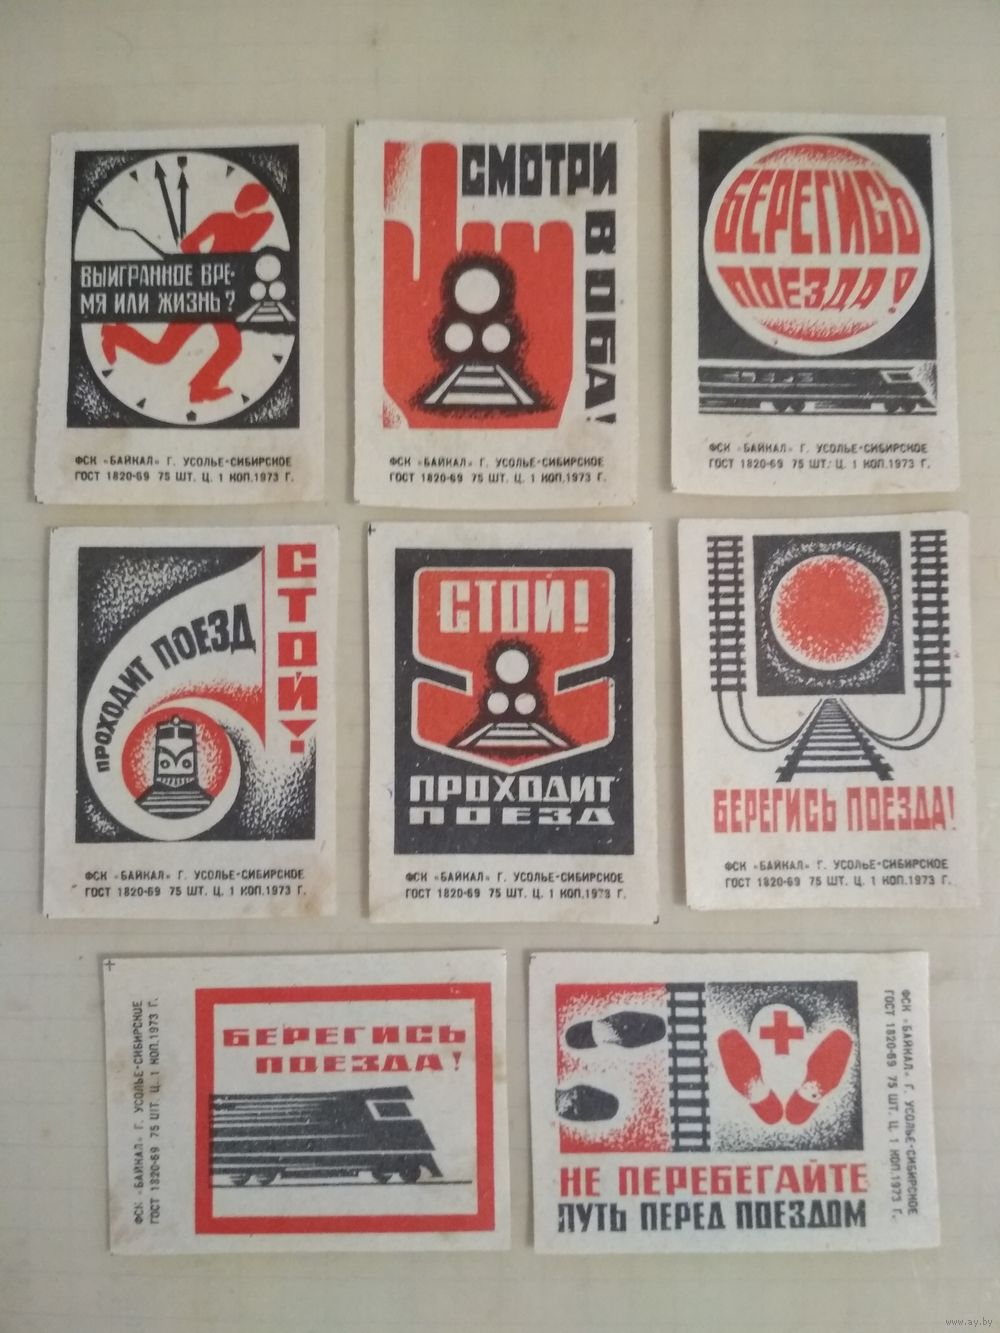 ВЫИГРАННОЕ ВРЕ-
МЯ ИЛИ ЖИЗНЬ?
ФСК «БАЙКАЛ» Г. УСОЛЬЕ-СИБИРСКОЕ
ГОСТ 1820-69 75 ШТ. Ц. 1 КОП. 1973 Г.
СМОТРИ
В ОБА!
ФСК «БАЙКАЛ» Г. УСОЛЬЕ-СИБИРСКОЕ
ГОСТ 1820-69 75 ШТ. Ц. 1 КОП. 1973 Г.
БЕРЕГИСЬ
ПОЕЗДА!
ФСК «БАЙКАЛ» Г. УСОЛЬЕ-СИБИРСКОЕ
ГОСТ 1820-69 75 ШТ. Ц. 1 КОП. 1973 Г.
СТОЙ!
ПРОХОДИТ ПОЕЗД
ФСК «БАЙКАЛ» Г. УСОЛЬЕ-СИБИРСКОЕ
ГОСТ 1820-69 75 ШТ. Ц. 1 КОП. 1973 Г.
СТОЙ!
ПРОХОДИТ
ПОЕЗД
ФСК «БАЙКАЛ» Г. УСОЛЬЕ-СИБИРСКОЕ
ГОСТ 1820-69 75 ШТ. Ц. 1 КОП. 1973 Г.
БЕРЕГИСЬ ПОЕЗДА!
ФСК «БАЙКАЛ» Г. УСОЛЬЕ-СИБИРСКОЕ
ГОСТ 1820-69 75 ШТ. Ц. 1 КОП. 1973 Г.
БЕРЕГИСЬ
ПОЕЗДА!
ФСК «БАЙКАЛ» Г. УСОЛЬЕ-СИБИРСКОЕ
ГОСТ 1820-69 75 ШТ. Ц. 1 КОП. 1973 Г.
НЕ ПЕРЕБЕГАЙТЕ
ПУТЬ ПЕРЕД ПОЕЗДОМ
ФСК «БАЙКАЛ» Г. УСОЛЬЕ-СИБИРСКОЕ
ГОСТ 1820-69 75 ШТ. Ц. 1 КОП. 1973 Г.
www.ay.by